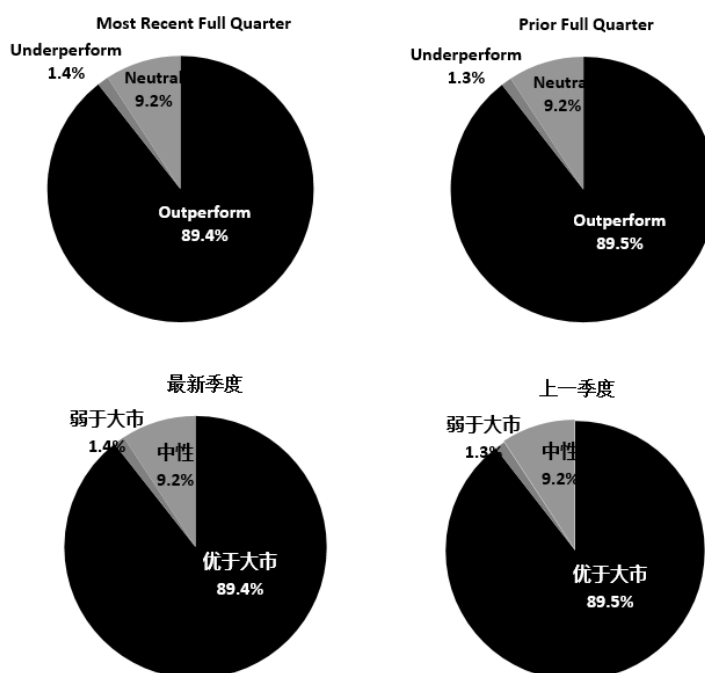 Most Recent Full Quarter
Underperform
1.4%
Neutral
9.2%
Outperform
89.4%
Prior Full Quarter
Underperform
1.3%
Neutral
9.2%
Outperform
89.5%
最新季度
弱于大市
1.4%
中性
9.2%
优于大市
89.4%
上一季度
弱于大市
1.3%
中性
9.2%
优于大市
89.5%